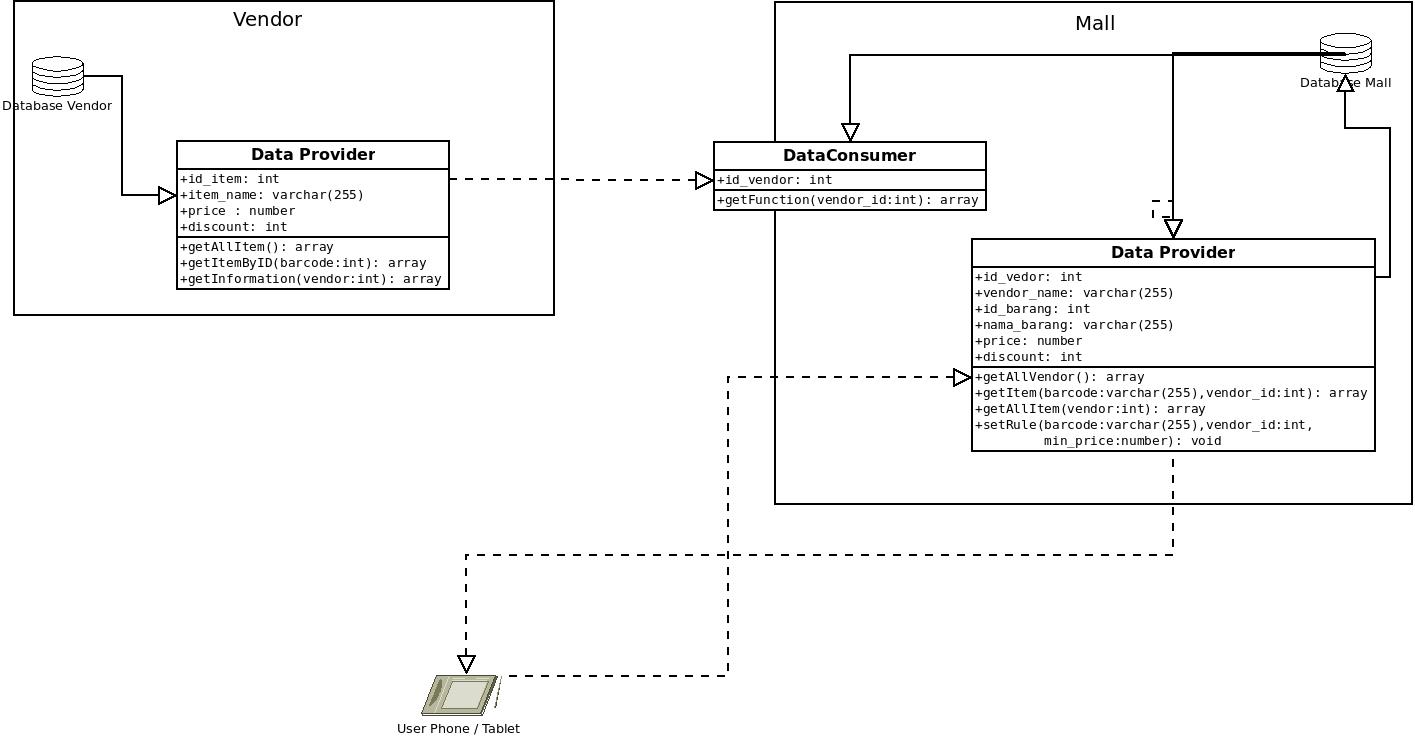 Vendor
Database Vendor
Data Provider
+id_item: int
+item_name: varchar(255)
+price : number
+discount: int
+getAllItem(): array
+getItemByID(barcode:int): array
+getInformation(vendor:int): array
Mall
Database Mall
DataConsumer
+id_vendor: int
+getFunction(vendor_id:int): array
Data Provider
+id_vedor: int
+vendor_name: varchar(255)
+id_barang: int
+nama_barang: varchar(255)
+price: number
+discount: int
+getAllVendor(): array
+getItem(barcode:varchar(255),vendor_id:int): array
+getAllItem(vendor:int): array
+setRule(barcode:varchar(255),vendor_id:int,
min_price:number): void
User Phone / Tablet